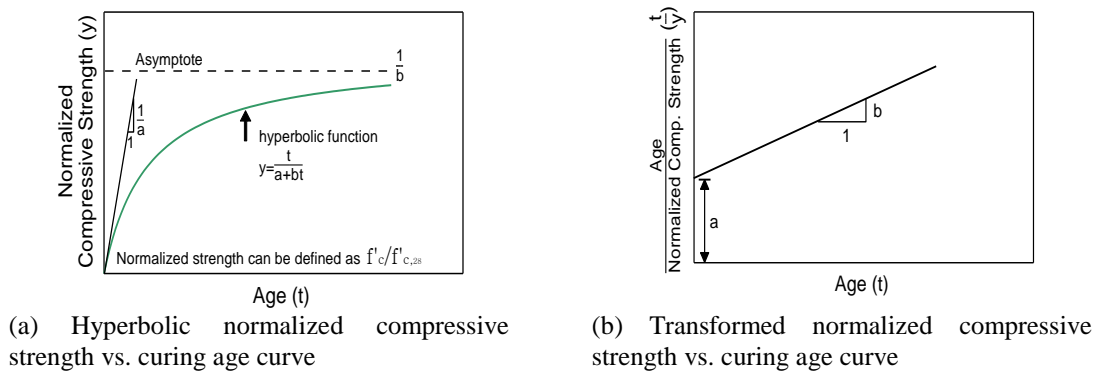 Normalized
Compressive Strength (y)
Asymptote
1
b
1
a
1
hyperbolic function
y=t/a+bt
Normalized strength can be defined as f'c/f'c,28
Age (t)
(a) Hyperbolic normalized compressive
strength vs. curing age curve
Age
Normalized Comp. Strength
(t/y)
b
1
a
Age (t)
(b) Transformed normalized compressive
strength vs. curing age curve